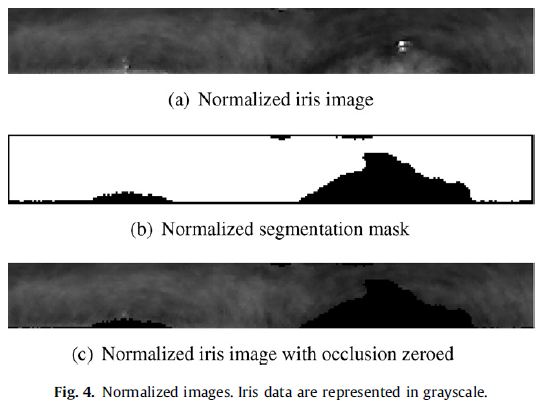 (a) Normalized iris image
(b) Normalized segmentation mask
(c) Normalized iris image with occlusion zeroed
Fig. 4. Normalized images. Iris data are represented in grayscale.